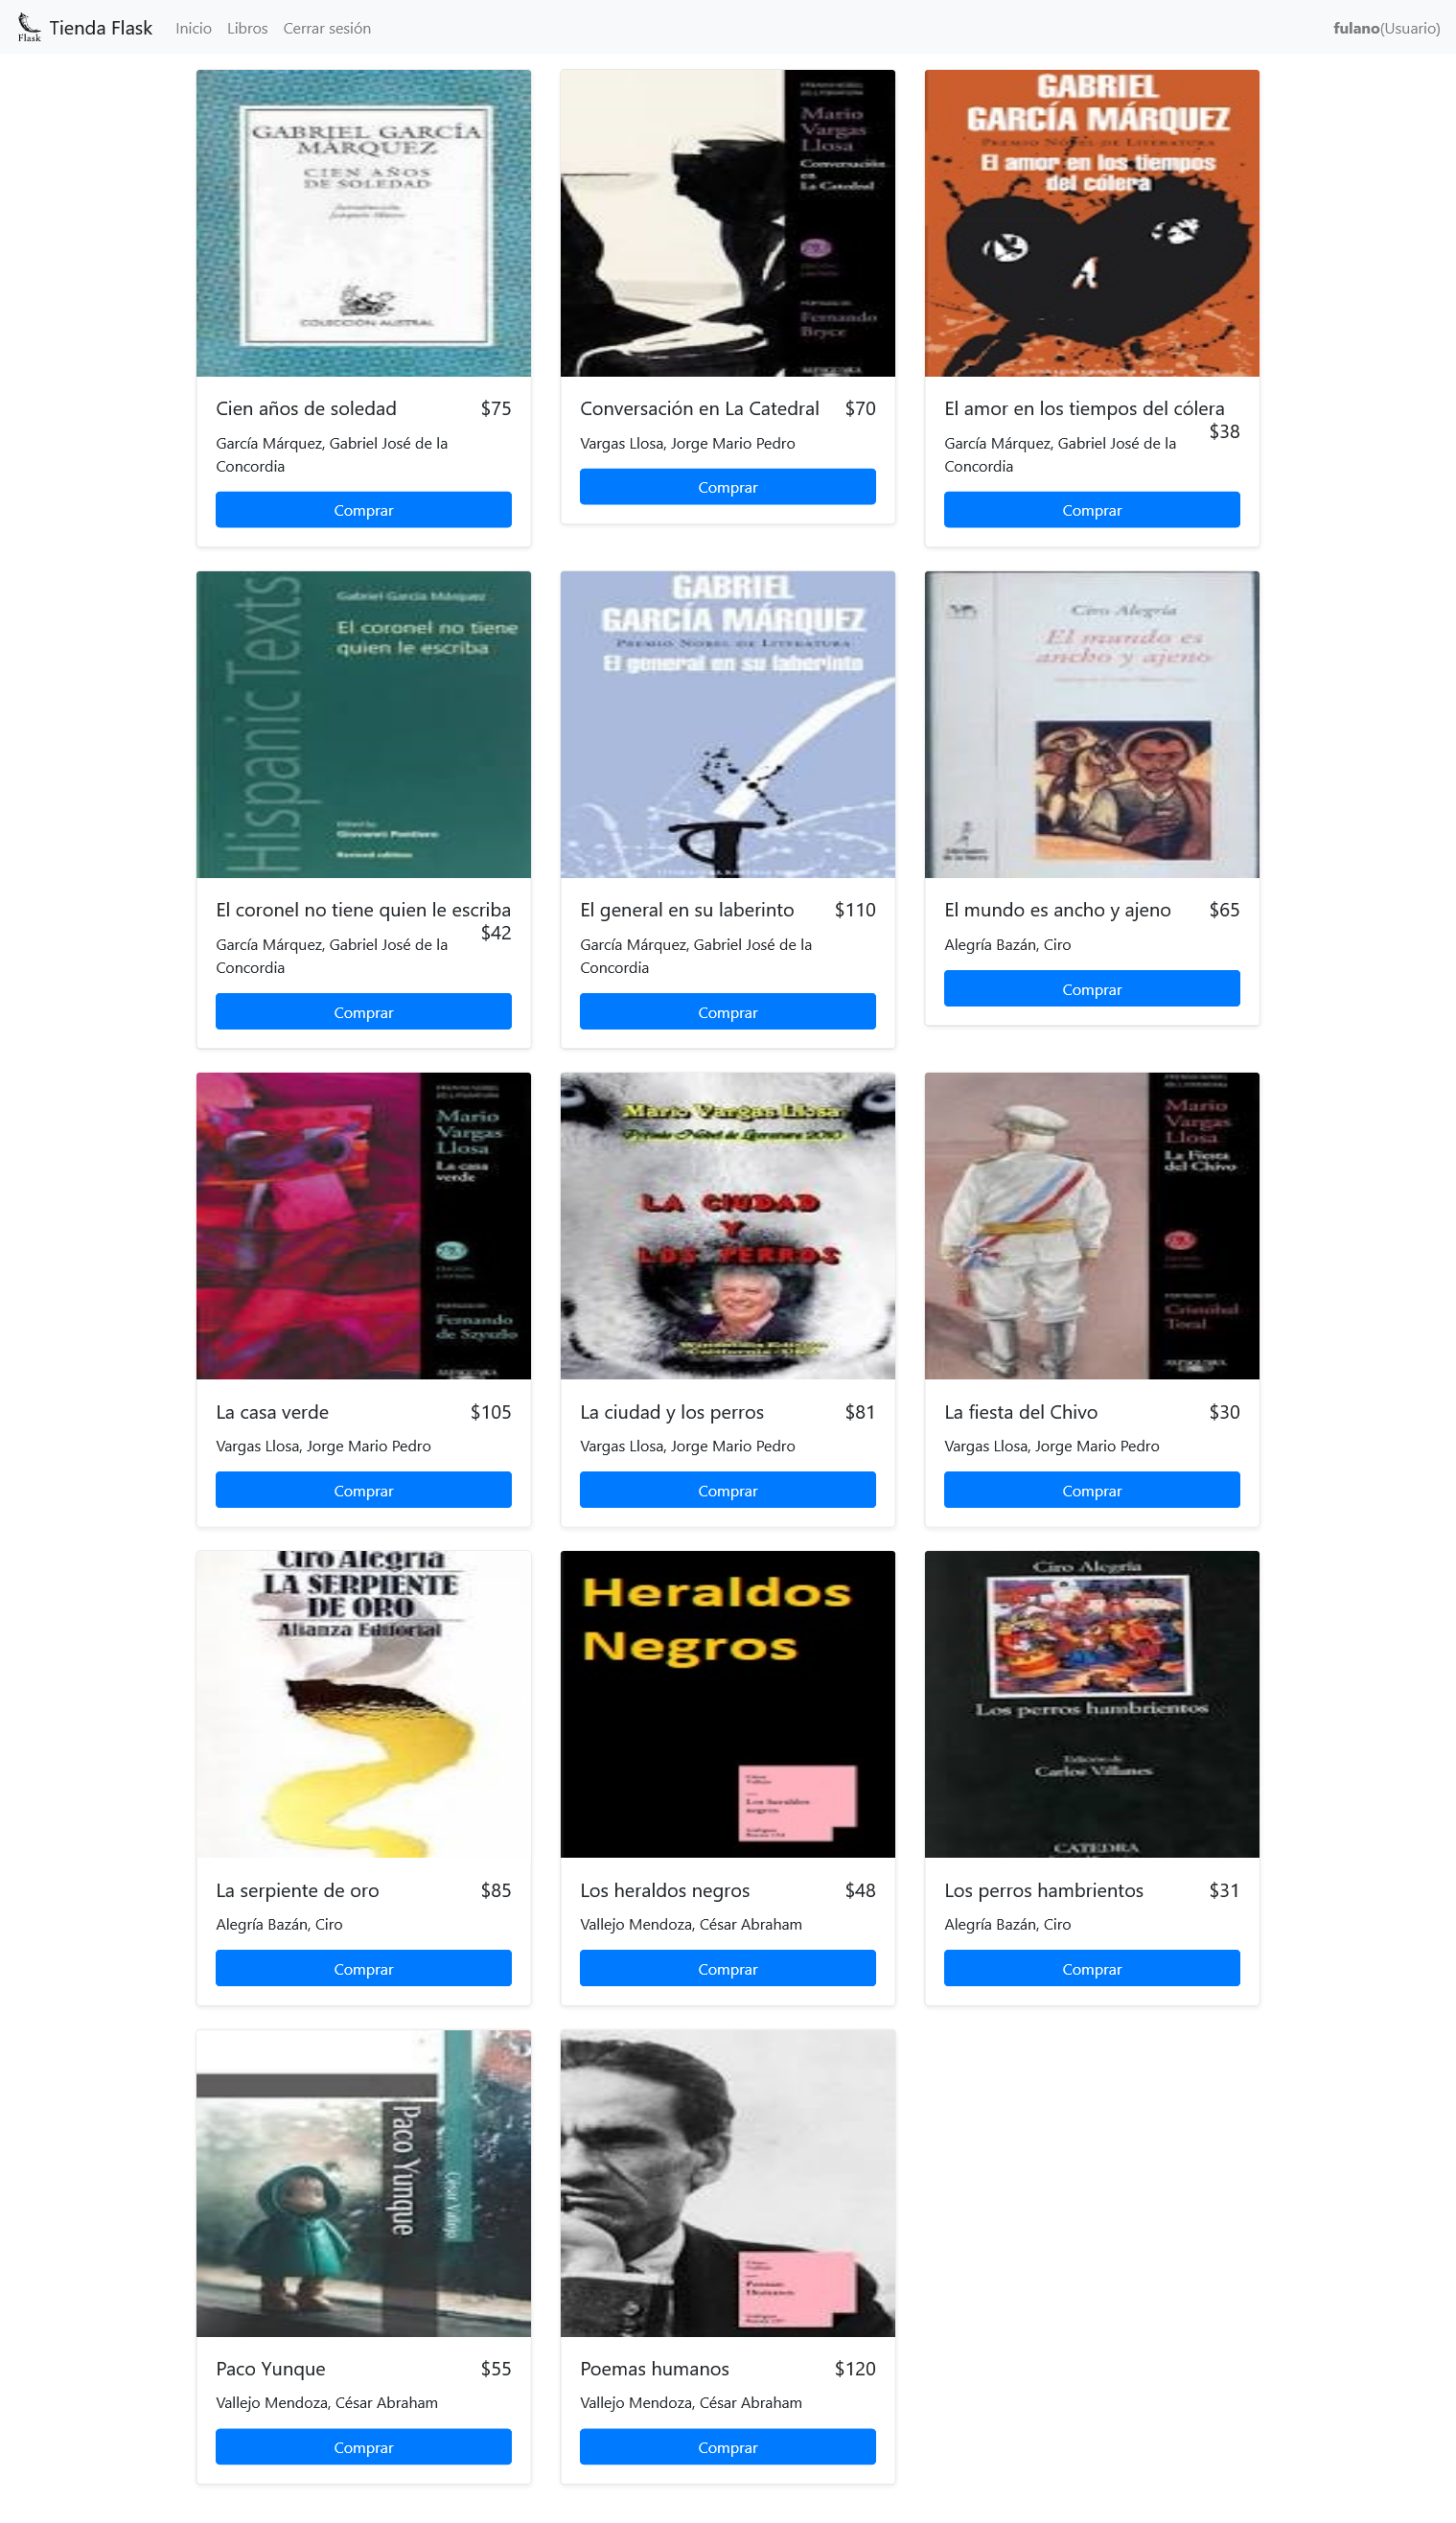 Flask
Tienda Flask
Inicio
Libros
Cerrar sesión
fulano(Usuario)
GABRIEL GARCÍA
MÁRQUEZ
CIEN AÑOS
DE SOLEDAD
COLECCIÓN AUSTRAL
Cien años de soledad $75
García Márquez, Gabriel José de la
Concordia
Comprar
Mario
Vargas
Llosa
Conversación
en
La Catedral
Fernando
Bryce
Conversación en La Catedral $70
Vargas Llosa, Jorge Mario Pedro
Comprar
GABRIEL
GARCÍA MÁRQUEZ
PREMIO NOBEL DE LITERATURA
El amor en los tiempos
del cólera
El amor en los tiempos del cólera
$38
García Márquez, Gabriel José de la
Concordia
Comprar
Hispanic Texts
Gabriel García Márquez
El coronel no tiene
quien le escriba
Edited by
Giovanni Pontiero
Revised edition
El coronel no tiene quien le escriba
$42
García Márquez, Gabriel José de la
Concordia
Comprar
GABRIEL
GARCÍA MÁRQUEZ
PREMIO NOBEL DE LITERATURA
El general en su laberinto
El general en su laberinto $110
García Márquez, Gabriel José de la
Concordia
Comprar
Ciro Alegría
El mundo es
ancho y ajeno
El mundo es ancho y ajeno $65
Alegría Bazán, Ciro
Comprar
Mario
Vargas
Llosa
La casa
verde
Fernando
de Szyszlo
La casa verde $105
Vargas Llosa, Jorge Mario Pedro
Comprar
Mario Vargas Llosa
Premio Nóbel de Literatura 2010
LA CIUDAD
Y
LOS PERROS
La ciudad y los perros $81
Vargas Llosa, Jorge Mario Pedro
Comprar
Mario
Vargas
Llosa
La Fiesta
del Chivo
Cristóbal
Toral
La fiesta del Chivo $30
Vargas Llosa, Jorge Mario Pedro
Comprar
Ciro Alegría
LA SERPIENTE
DE ORO
Alianza Editorial
La serpiente de oro $85
Alegría Bazán, Ciro
Comprar
Heraldos
Negros
Los heraldos
negros
Los heraldos negros $48
Vallejo Mendoza, César Abraham
Comprar
Ciro Alegría
Los perros hambrientos
Edición de
Carlos Villanes
CATEDRA
Los perros hambrientos $31
Alegría Bazán, Ciro
Comprar
Paco Yunque
César Vallejo
Paco Yunque $55
Vallejo Mendoza, César Abraham
Comprar
Poemas
Humanos
Poemas humanos $120
Vallejo Mendoza, César Abraham
Comprar